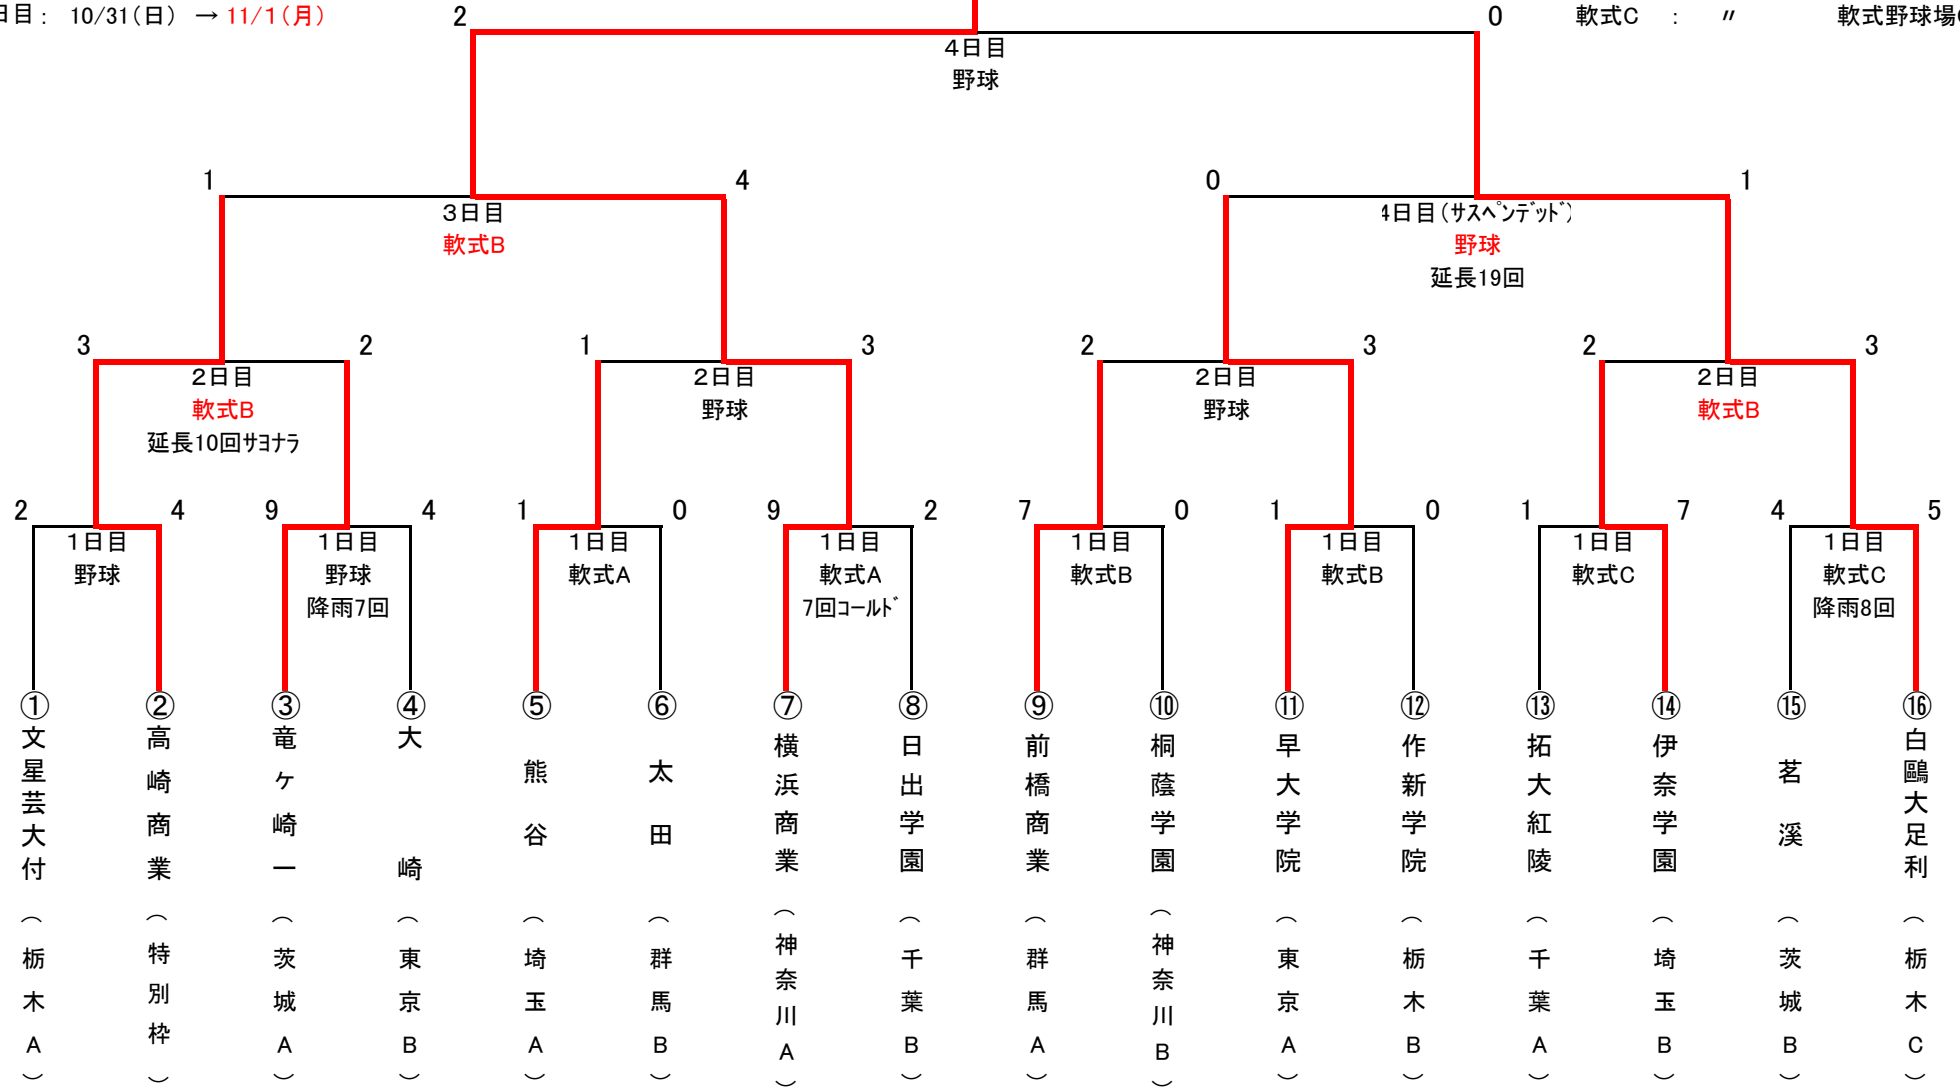 日目： 10/31（日） → 11/1（月）
2
0
軟式C ： 〃 軟式野球場
4日目
野球
1
4
0
1
3日目
軟式B
4日目（サスペンデッド）
野球
延長19回
3
2
1
3
2
3
2
3
2日目
軟式B
延長10回サヨナラ
2日目
野球
2日目
野球
2日目
軟式B
2
4
9
4
1
0
9
2
7
0
1
0
1
7
4
5
1日目
野球
1日目
野球
降雨7回
1日目
軟式A
1日目
軟式A
7回コールド
1日目
軟式B
1日目
軟式B
1日目
軟式C
1日目
軟式C
降雨8回
①文星芸大付（栃木A）
②高崎商業（特別枠）
③竜ヶ崎一（茨城A）
④大崎（東京B）
⑤熊谷（埼玉A）
⑥太田（群馬B）
⑦横浜商業（神奈川A）
⑧日出学園（千葉B）
⑨前橋商業（群馬A）
⑩桐蔭学園（神奈川B）
⑪早大学院（東京A）
⑫作新学院（栃木B）
⑬拓大紅陵（千葉A）
⑭伊奈学園（埼玉B）
⑮茗溪（茨城B）
⑯白鷗大足利（栃木C）